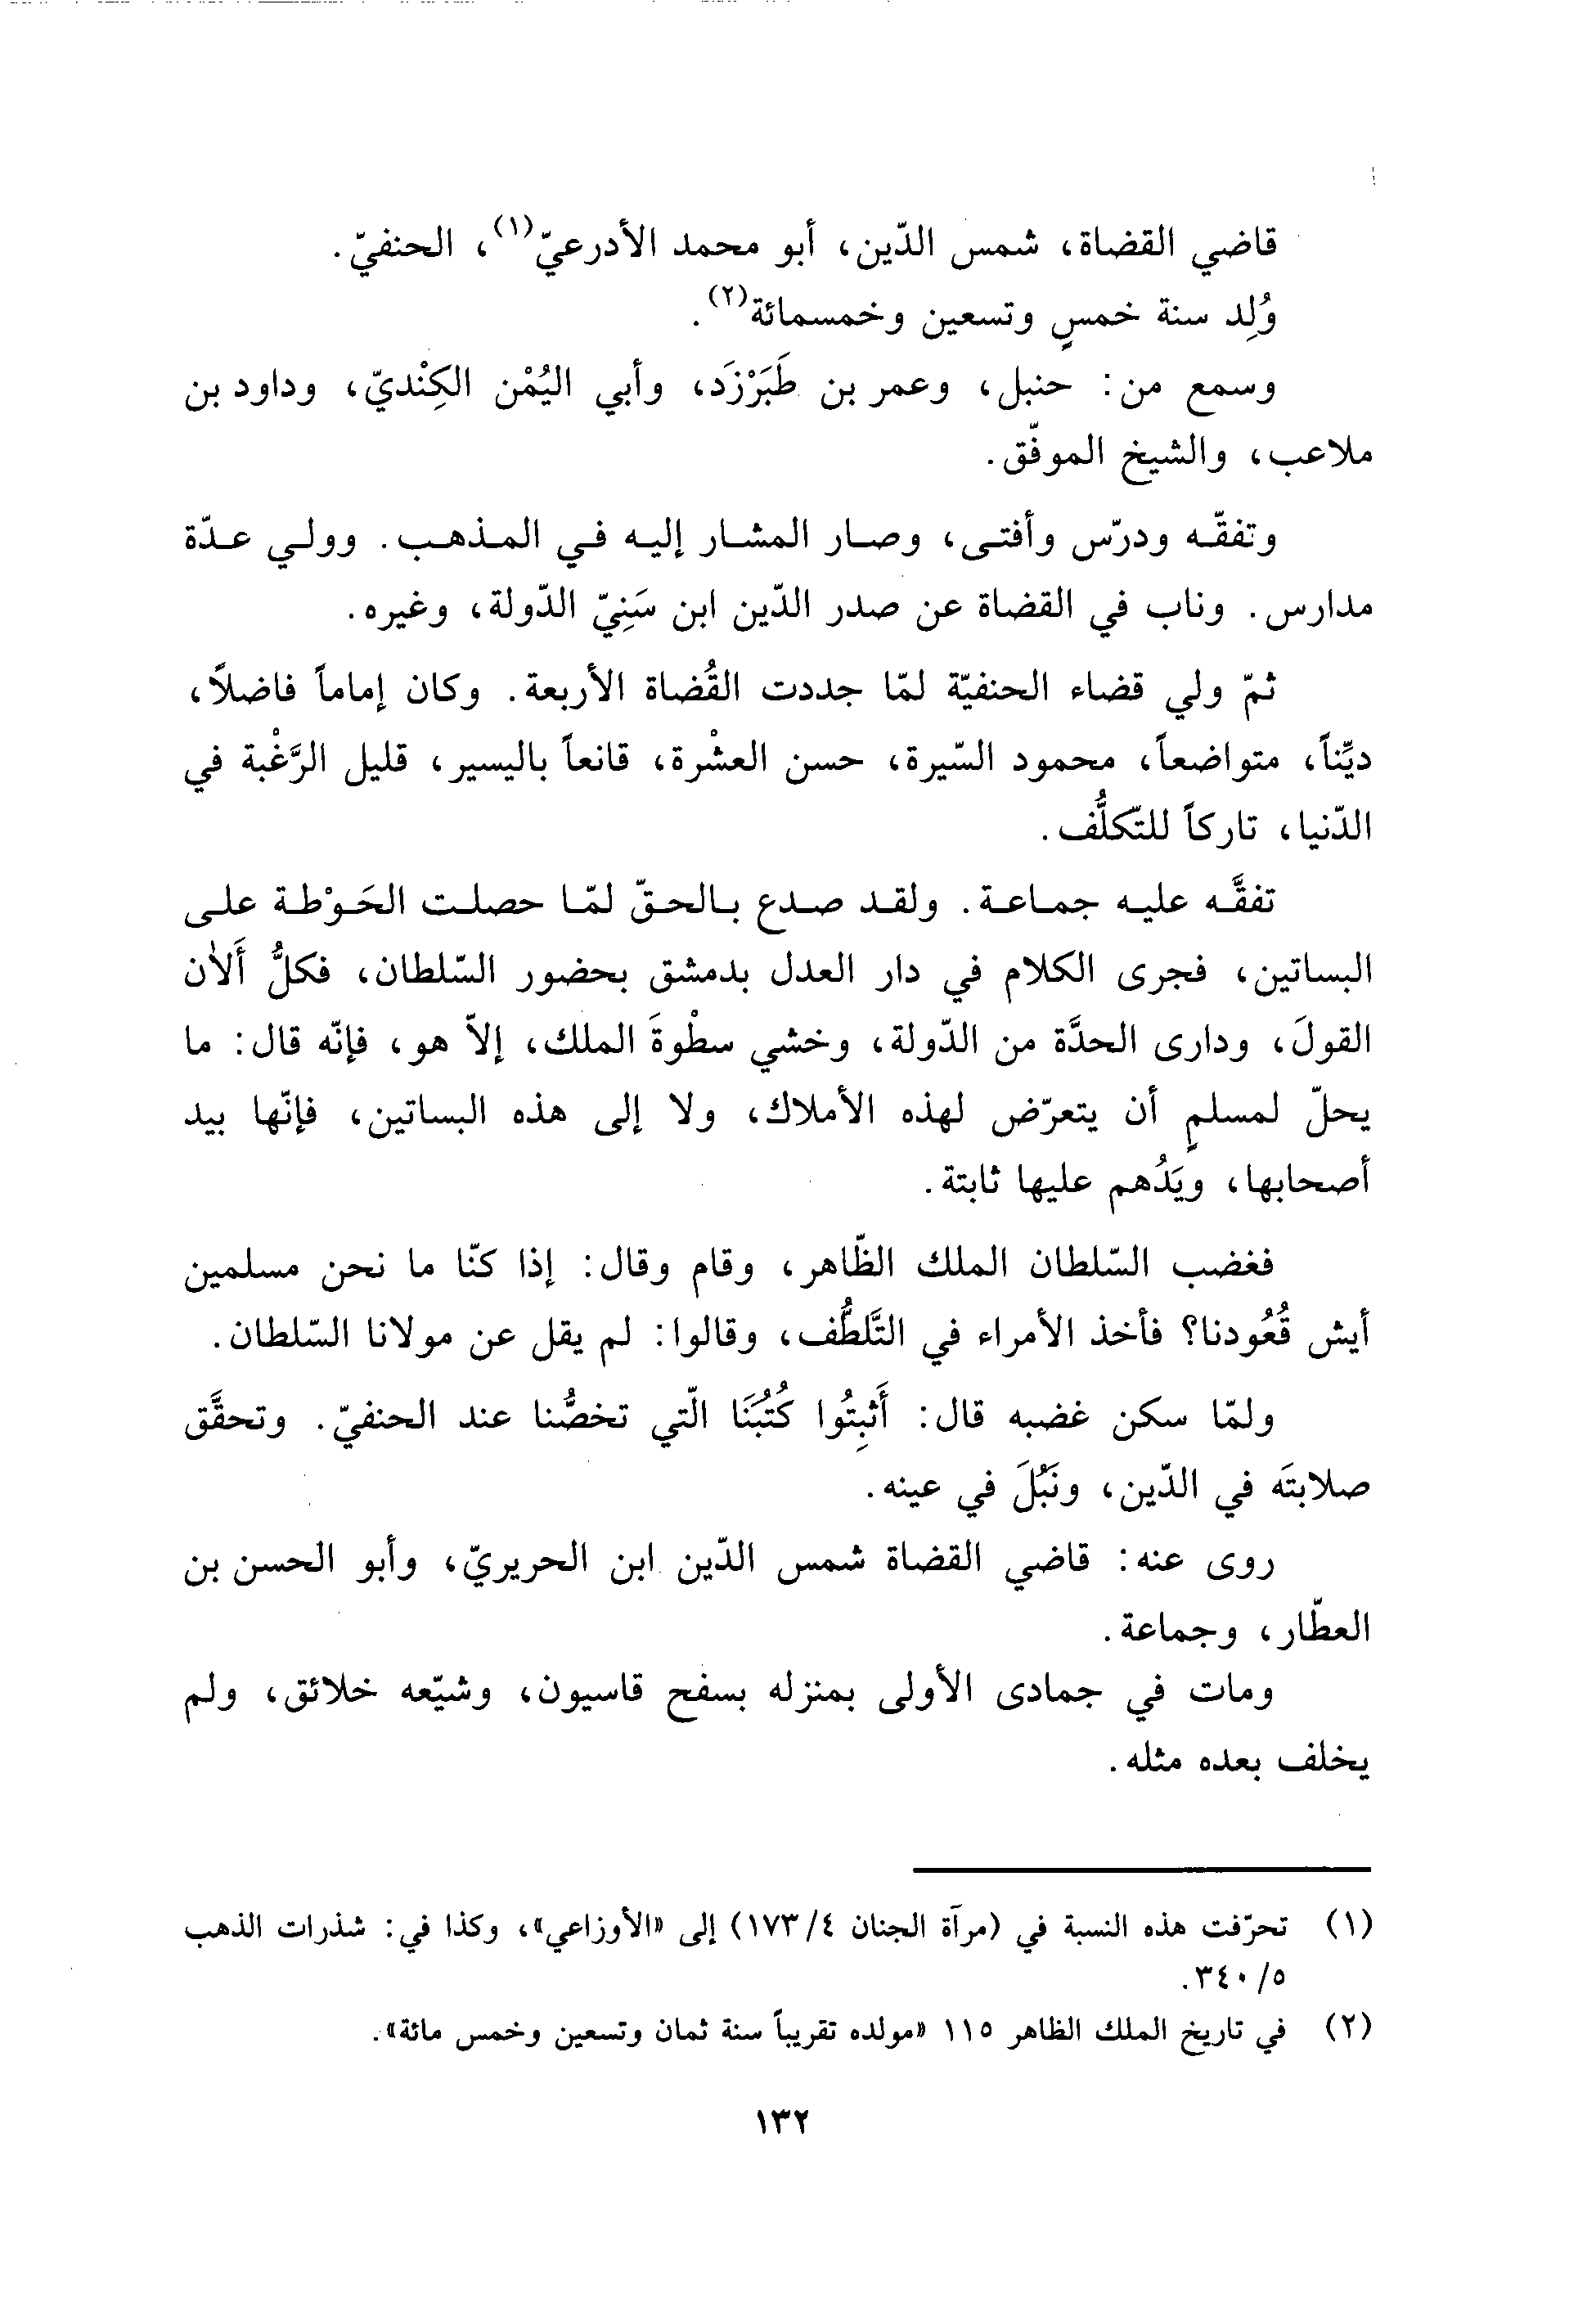 قاضي القضاة، شمس الدّين، أبو محمد الأدرعيّ(١)، الحنفيّ.
وُلِد سنة خمسٍ وتسعين وخمسمائة(٢).
وسمع من: حنبل، وعمر بن طَبَرْزَد، وأبي اليُمْن الكِنْديّ، وداود بن
ملاعب، والشيخ الموفّق.
وتفقّه ودرّس وأفتى، وصار المشار إليه في المذهب. وولي عدّة
مدارس. وناب في القضاة عن صدر الدّين ابن سَنِيّ الدّولة، وغيره.
ثمّ ولي قضاء الحنفيّة لمّا جددت القُضاة الأربعة. وكان إماماً فاضلاً،
ديِّناً، متواضعاً، محمود السّيرة، حسن العشْرة، قانعاً باليسير، قليل الرَّغْبة في
الدّنيا، تاركاً للتّكلُّف.
تفقَّه عليه جماعة. ولقد صدع بالحقّ لمّا حصلت الحَوْطة على
البساتين، فجرى الكلام في دار العدل بدمشق بحضور السّلطان، فكلُّ أَلاْن
القولَ، ودارى الحدَّة من الدّولة، وخشي سطْوةَ الملك، إلاّ هو، فإنّه قال: ما
يحلّ لمسلمٍ أن يتعرّض لهذه الأملاك، ولا إلى هذه البساتين، فإنّها بيد
أصحابها، ويَدُهم عليها ثابتة.
فغضب السّلطان الملك الظّاهر، وقام وقال: إذا كنّا ما نحن مسلمين
أيش قُعُودنا؟ فأخذ الأمراء في التَّلطُّف، وقالوا: لم يقل عن مولانا السّلطان.
ولمّا سكن غضبه قال: أَثبِتُوا كُتُبَنَا الّتي تخصُّنا عند الحنفيّ. وتحقَّق
صلابتَه في الدّين، ونَبُلَ في عينه.
روى عنه: قاضي القضاة شمس الدّين ابن الحريريّ، وأبو الحسن بن
العطّار، وجماعة.
ومات في جمادى الأولى بمنزله بسفح قاسيون، وشيّعه خلائق، ولم
يخلف بعده مثله.
(١) تحرّفت هذه النسبة في (مرآة الجنان ٤/ ١٧٣) إلى «الأوزاعي»، وكذا في: شذرات الذهب
٥/ ٣٤٠.
(٢) في تاريخ الملك الظاهر ١١٥ «مولده تقريباً سنة ثمان وتسعين وخمس مائة».
١٣٢